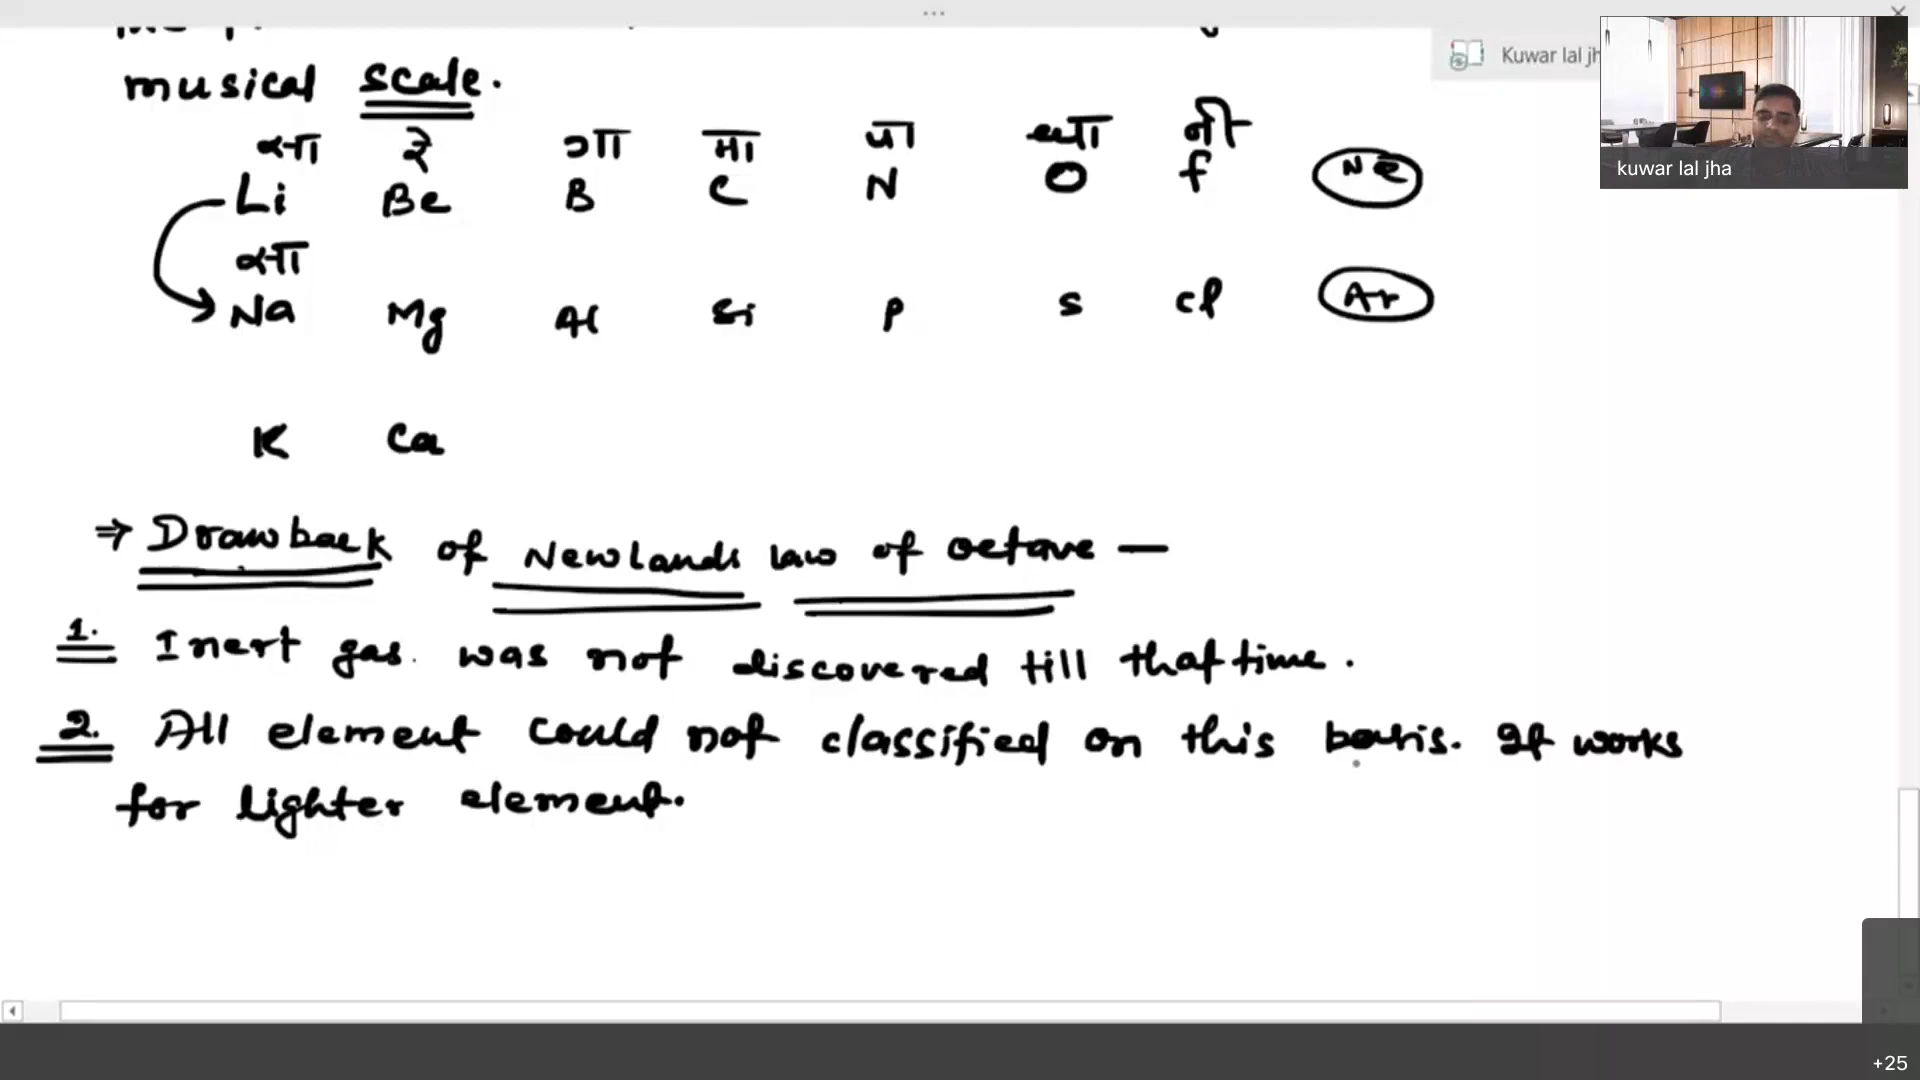 musical scale.
सा रे गा मा पा धा नी
Li Be B C N O F Ne
सा
Na Mg Al Si P S Cl Ar
K Ca
⇒ Drawback of Newlands law of octave —
1. Inert gas. was not discovered till that time.
2. All element could not classified on this basis. It works
for lighter element.
Kuwar lal jh
kuwar lal jha
+25